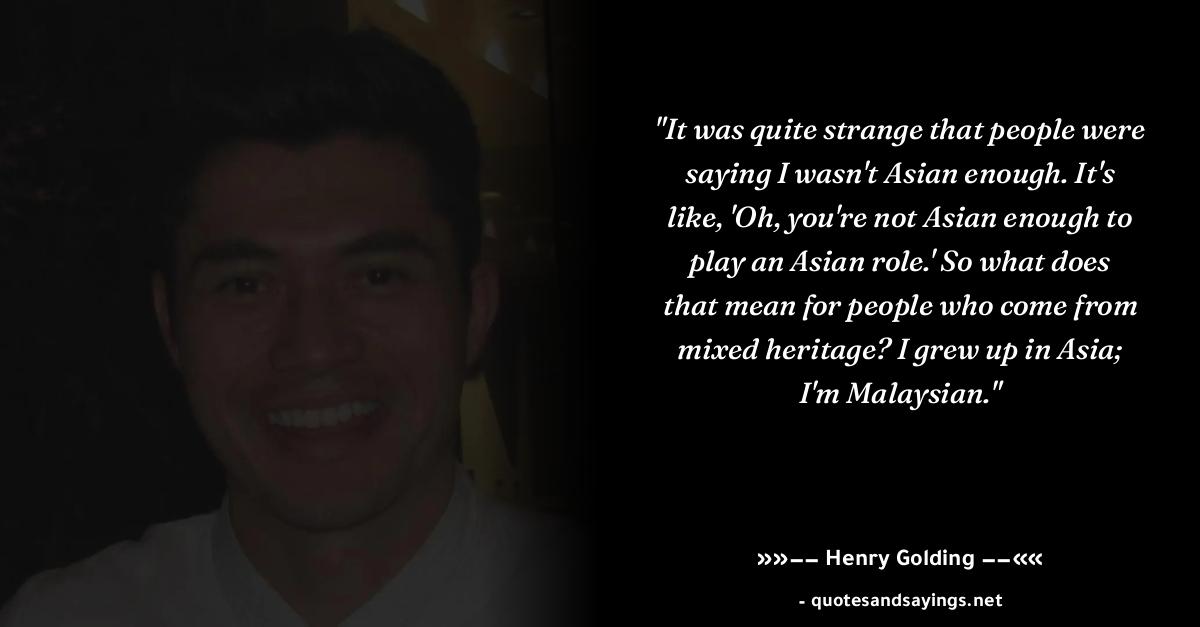 "It was quite strange that people were
saying I wasn't Asian enough. It's
like, 'Oh, you're not Asian enough to
play an Asian role.' So what does
that mean for people who come from
mixed heritage? I grew up in Asia;
I'm Malaysian."
»»−− Henry Golding −−««
- quotesandsayings.net